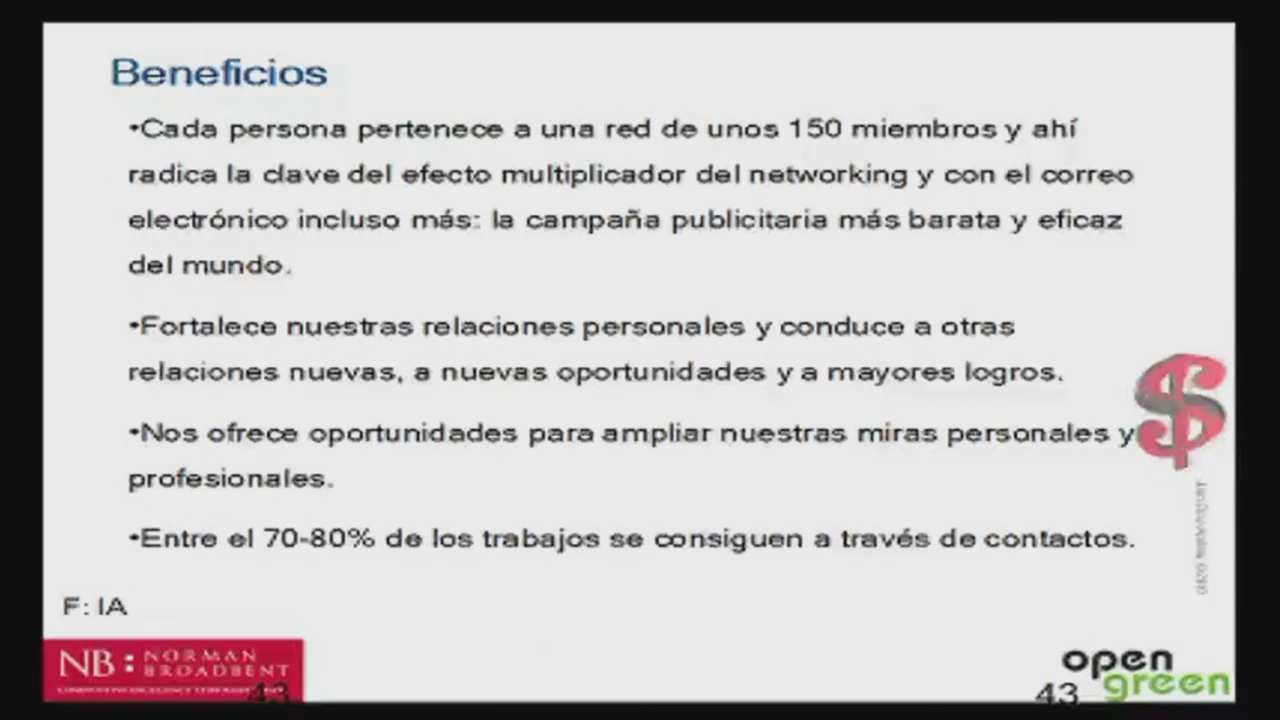 Beneficios
•Cada persona pertenece a una red de unos 150 miembros y ahí
radica la clave del efecto multiplicador del networking y con el correo
electrónico incluso más: la campaña publicitaria más barata y eficaz
del mundo.
•Fortalece nuestras relaciones personales y conduce a otras
relaciones nuevas, a nuevas oportunidades y a mayores logros.
•Nos ofrece oportunidades para ampliar nuestras miras personales y
profesionales.
•Entre el 70-80% de los trabajos se consiguen a través de contactos.
F: IA
NB: NORMAN
BROADBENT
43
open
green
43